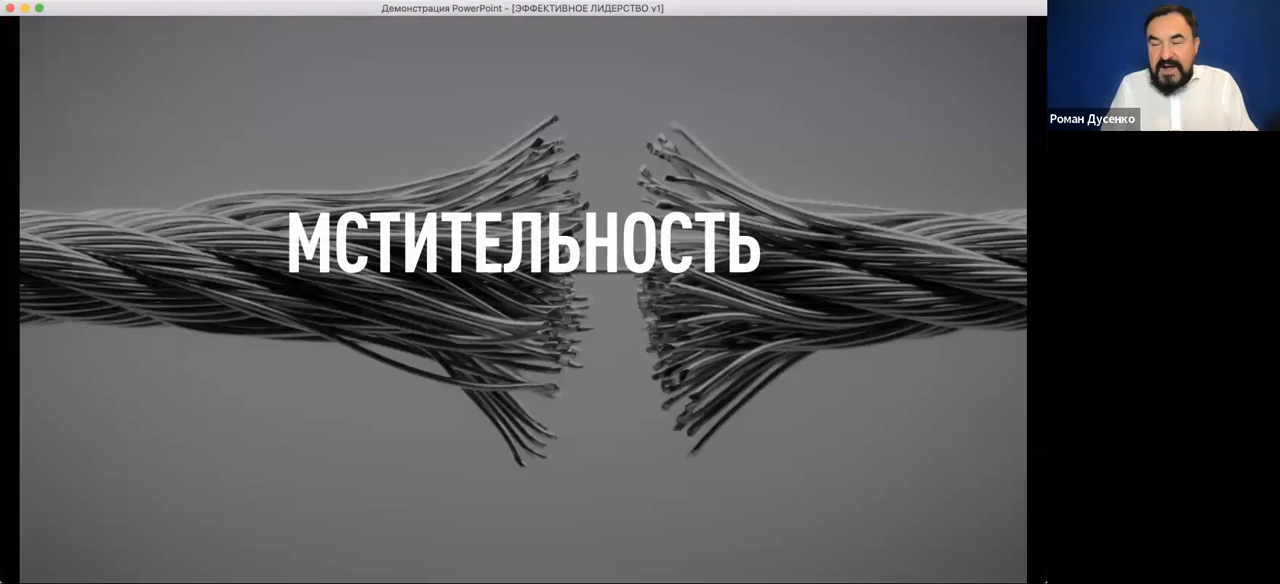 Демонстрация PowerPoint - [ЭФФЕКТИВНОЕ ЛИДЕРСТВО v1]
МСТИТЕЛЬНОСТЬ
Роман Дусенко